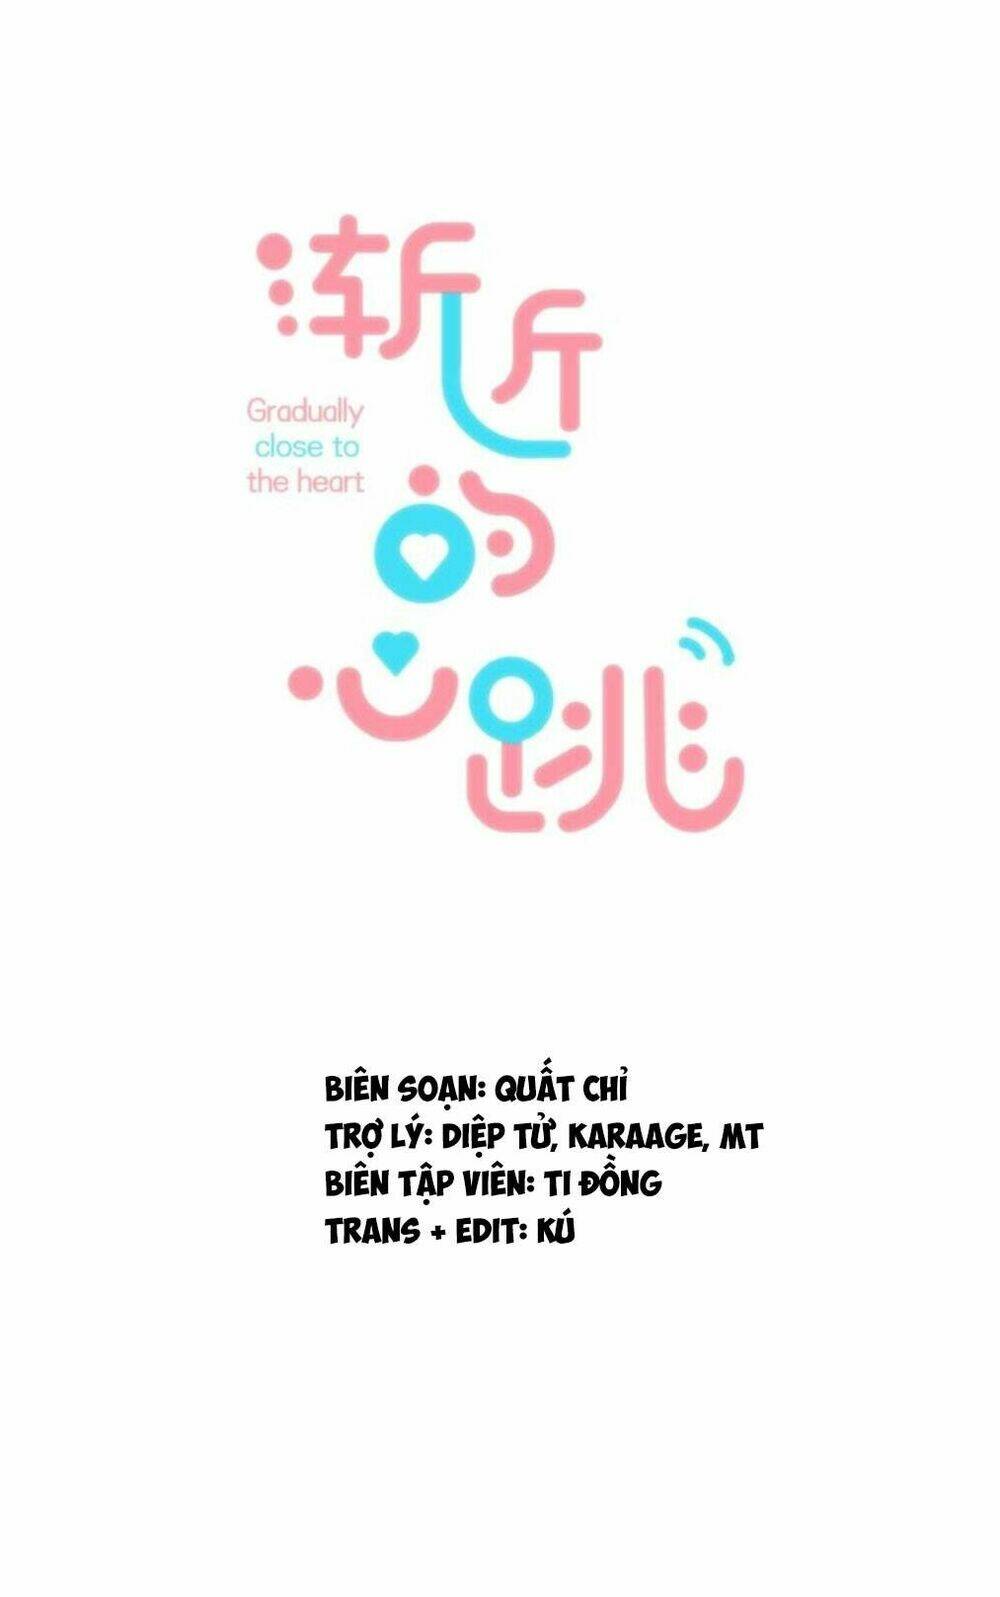 渐近
Gradually
close to
the heart
的
心跳
BIÊN SOẠN: QUẤT CHỈ
TRỢ LÝ: DIỆP TỬ, KARAAGE, MT
BIÊN TẬP VIÊN: TI ĐỒNG
TRANS + EDIT: KÚ